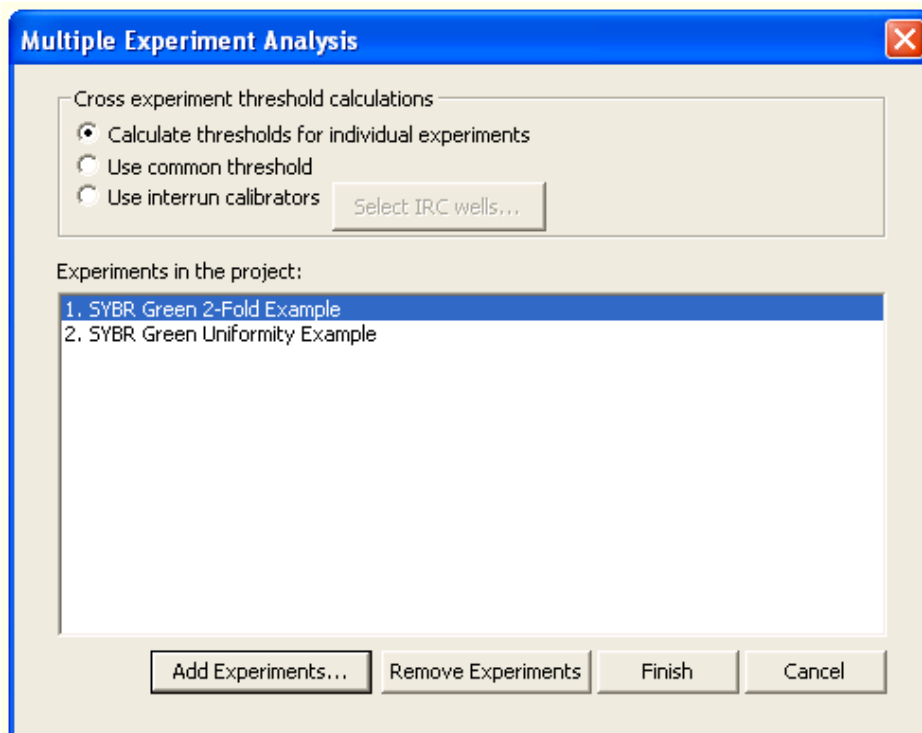 Multiple Experiment Analysis
Cross experiment threshold calculations
Calculate thresholds for individual experiments
Use common threshold
Use interrun calibrators
Select IRC wells...
Experiments in the project:
1. SYBR Green 2-Fold Example
2. SYBR Green Uniformity Example
Add Experiments... Remove Experiments Finish Cancel